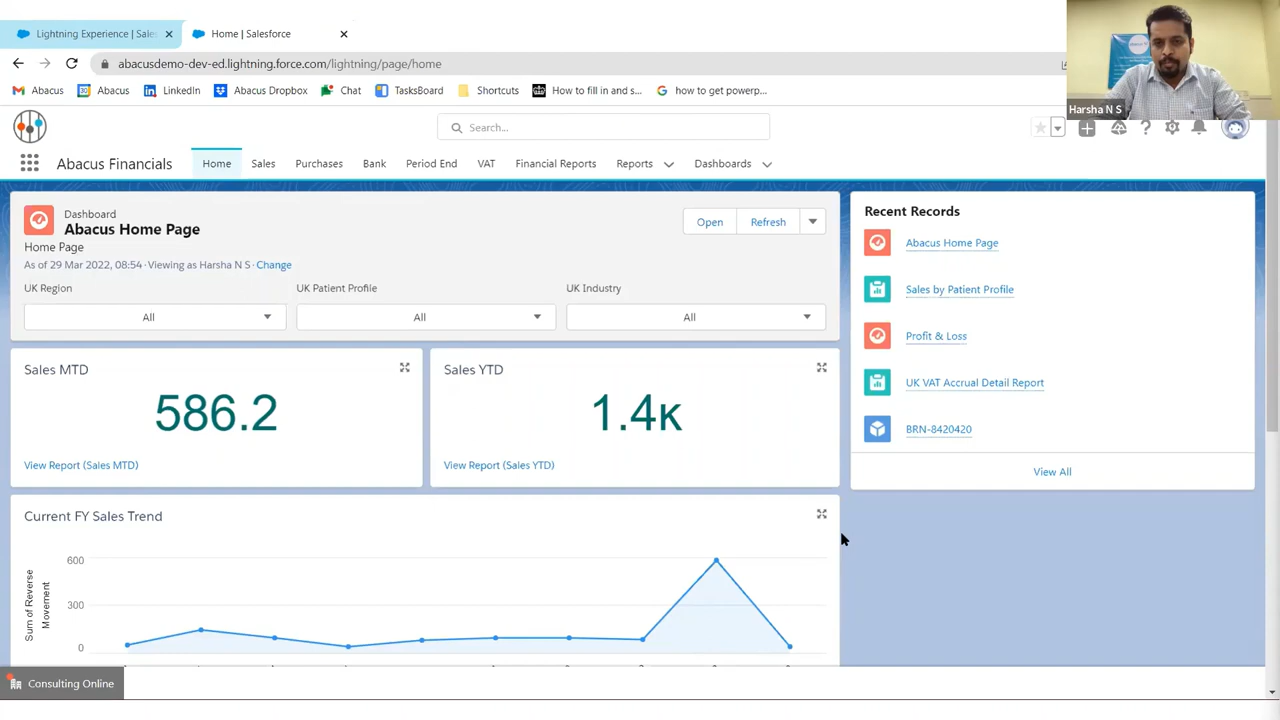 Lightning Experience | Sales
Home | Salesforce
abacusdemo-dev-ed.lightning.force.com/lightning/page/home
Abacus
Abacus
LinkedIn
Abacus Dropbox
Chat
TasksBoard
Shortcuts
How to fill in and s...
how to get powerp...
Harsha N S
Search...
Abacus Financials
Home
Sales
Purchases
Bank
Period End
VAT
Financial Reports
Reports
Dashboards
Dashboard
Abacus Home Page
Home Page
As of 29 Mar 2022, 08:54·Viewing as Harsha N S·Change
Open
Refresh
UK Region
UK Patient Profile
UK Industry
All
All
All
Sales MTD
586.2
View Report (Sales MTD)
Sales YTD
1.4K
View Report (Sales YTD)
Current FY Sales Trend
Sum of Reverse
Movement
600
300
0
Recent Records
Abacus Home Page
Sales by Patient Profile
Profit & Loss
UK VAT Accrual Detail Report
BRN-8420420
View All
Consulting Online